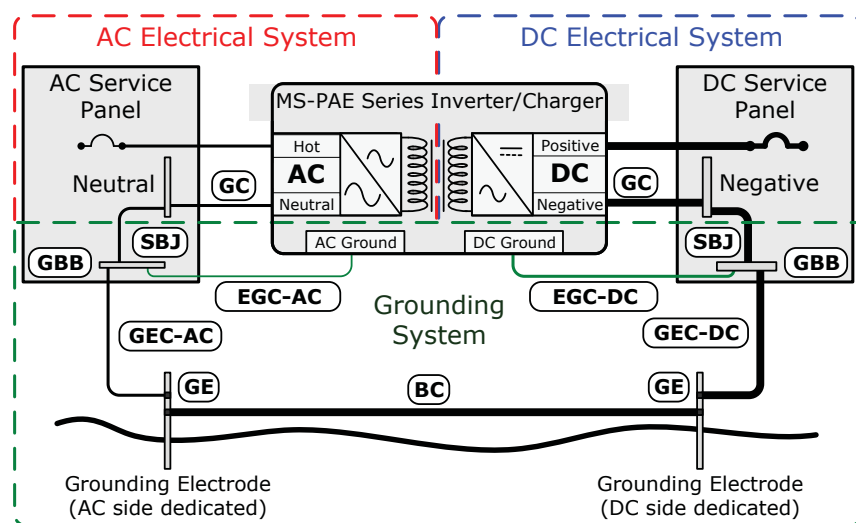 AC Electrical System
DC Electrical System
AC Service
Panel
MS-PAE Series Inverter/Charger
DC Service
Panel
Hot
AC
Neutral
Positive
DC
Negative
Neutral
GC
GC
Negative
SBJ
SBJ
GBB
GBB
AC Ground
DC Ground
EGC-AC
EGC-DC
Grounding
System
GEC-AC
GEC-DC
GE
BC
GE
Grounding Electrode
(AC side dedicated)
Grounding Electrode
(DC side dedicated)